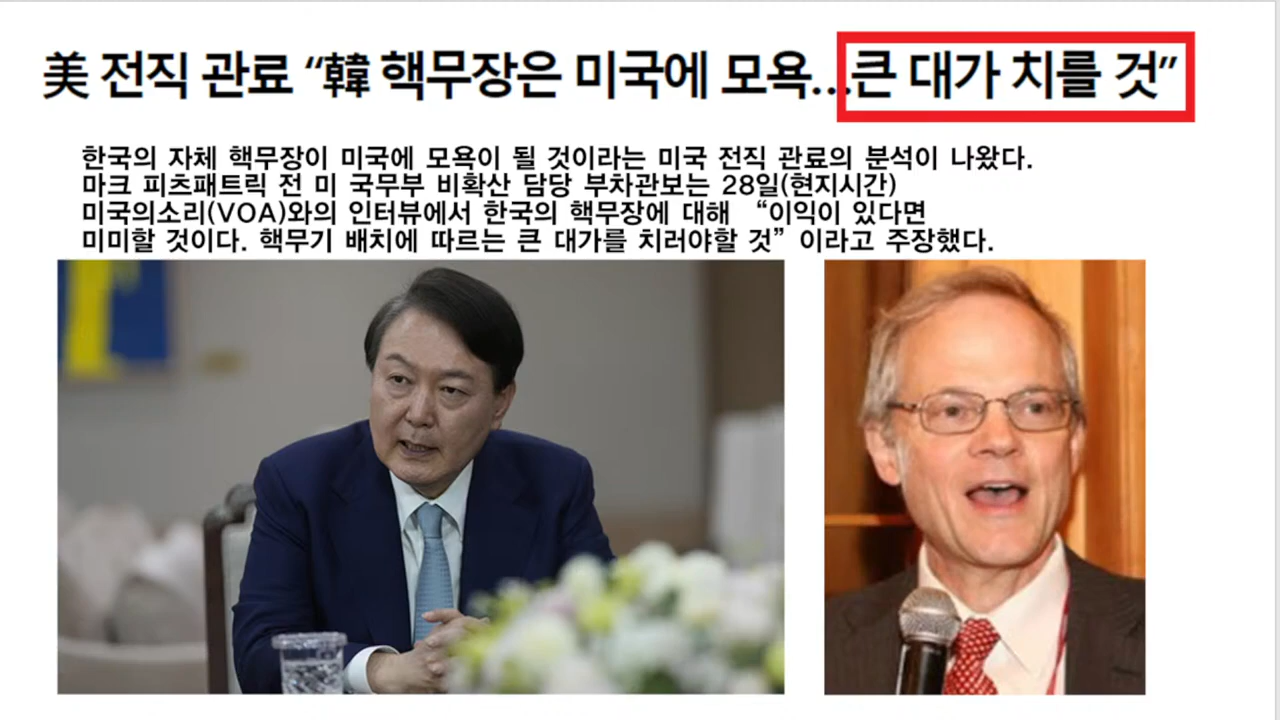 美 전직 관료 “韓 핵무장은 미국에 모욕…큰 대가 치를 것”
한국의 자체 핵무장이 미국에 모욕이 될 것이라는 미국 전직 관료의 분석이 나왔다.
마크 피츠패트릭 전 미 국무부 비확산 담당 부차관보는 28일(현지시간)
미국의소리(VOA)와의 인터뷰에서 한국의 핵무장에 대해 “이익이 있다면
미미할 것이다. 핵무기 배치에 따르는 큰 대가를 치러야할 것” 이라고 주장했다.